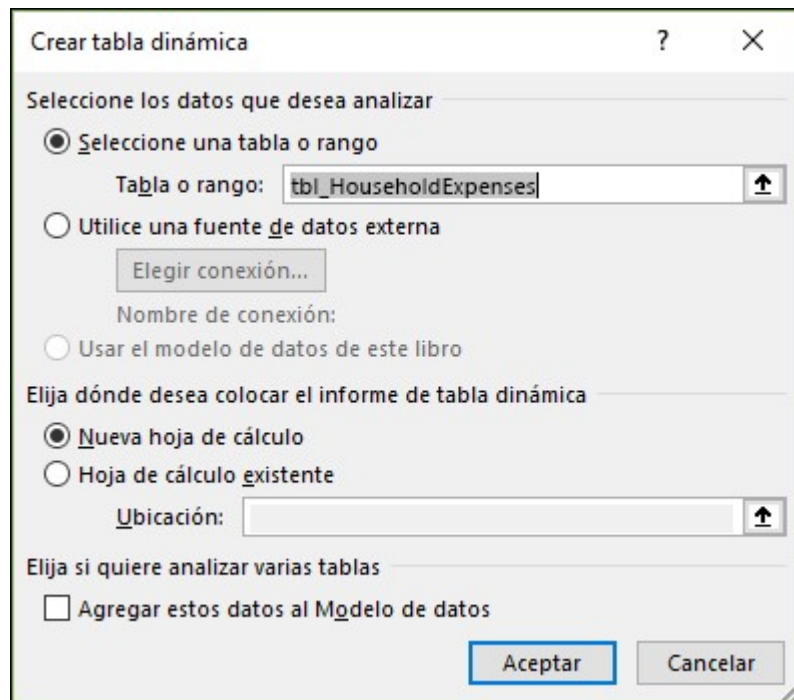 Crear tabla dinámica ? ×
Seleccione los datos que desea analizar
Seleccione una tabla o rango
Tabla o rango: tbl_HouseholdExpenses
Utilice una fuente de datos externa
Elegir conexión...
Nombre de conexión:
Usar el modelo de datos de este libro
Elija dónde desea colocar el informe de tabla dinámica
Nueva hoja de cálculo
Hoja de cálculo existente
Ubicación:
Elija si quiere analizar varias tablas
Agregar estos datos al Modelo de datos
Aceptar Cancelar